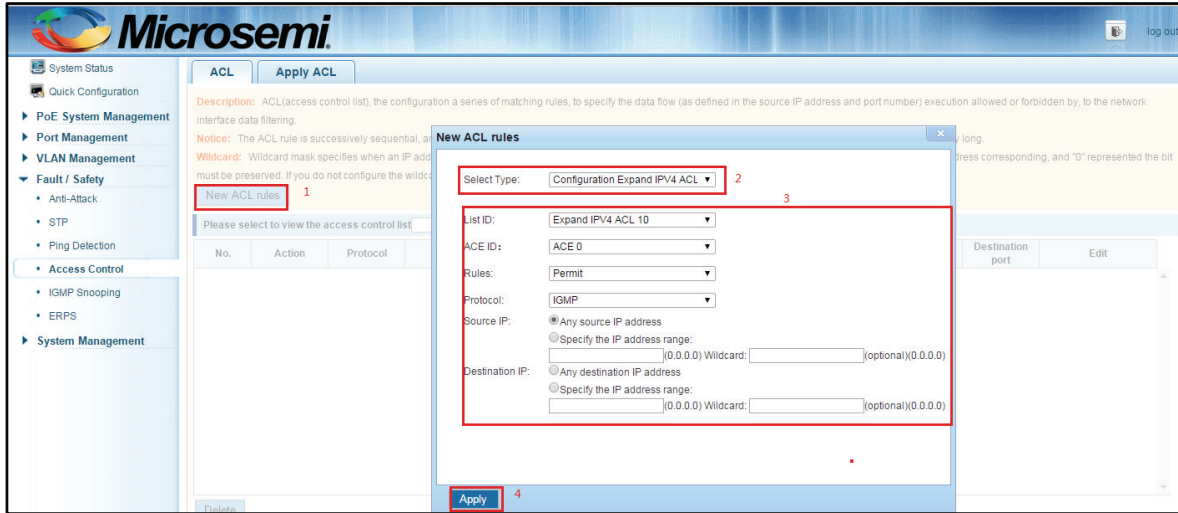 Microsemi.
log out
System Status
Quick Configuration
PoE System Management
Port Management
VLAN Management
Fault / Safety
Anti-Attack
STP
Ping Detection
Access Control
IGMP Snooping
ERPS
System Management
ACL
Apply ACL
Description: ACL(access control list), the configuration a series of matching rules, to specify the data flow (as defined in the source IP address and port number) execution allowed or forbidden by, to the network
interface data filtering.
Notice: The ACL rule is successively sequential, y long.
Wildcard: Wildcard mask specifies when an IP corresponding, and "0" represented the bit
must be preserved. If you do not configure the
New ACL rules
1
Please select to view the access control list
No.
Action
Protocol
Destination
port
Edit
New ACL rules
Select Type:
Configuration Expand IPV4 ACL
2
3
List ID:
Expand IPV4 ACL 10
ACE ID:
ACE 0
Rules:
Permit
Protocol:
IGMP
Source IP:
Any source IP address
Specify the IP address range:
(0.0.0.0) Wildcard: (optional)(0.0.0.0)
Destination IP:
Any destination IP address
Specify the IP address range:
(0.0.0.0) Wildcard: (optional)(0.0.0.0)
Apply
4
Delete